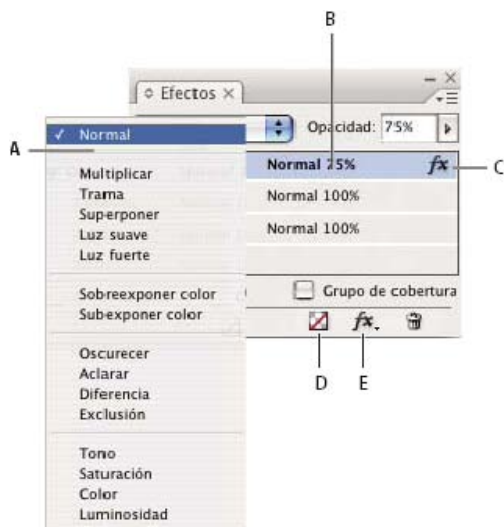 B
Efectos
Normal
Opacidad: 75%
A
Normal 75%
fx
C
Multiplicar
Trama
Normal 100%
Superponer
Luz suave
Normal 100%
Luz fuerte
Sobreexponer color
Grupo de cobertura
Subexponer color
fx.
Oscurecer
D
E
Aclarar
Diferencia
Exclusión
Tono
Saturación
Color
Luminosidad